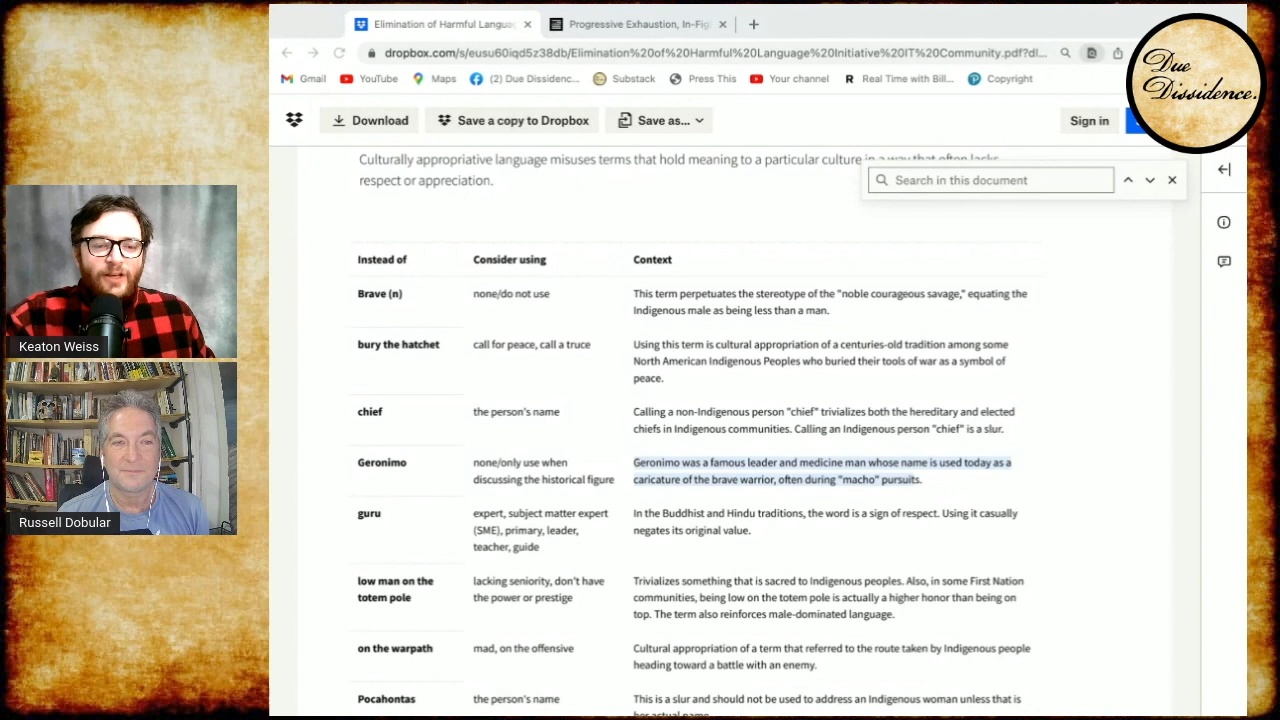 Elimination of Harmful Langua
Progressive Exhaustion, In-Fig
dropbox.com/s/eusu60iqd5z38db/Elimination%20of%20Harmful%20Language%20Initiative%20IT%20Community.pdf?dl...
Gmail
YouTube
Maps
(2) Due Dissidenc...
Substack
Press This
Your channel
Real Time with Bill...
Copyright
Due
Dissidence.
Download
Save a copy to Dropbox
Save as...
Sign in
Culturally appropriative language misuses terms that hold meaning to a particular culture in a way that often lacks
respect or appreciation.
Search in this document
Instead of
Consider using
Context
Brave (n)
none/do not use
This term perpetuates the stereotype of the "noble courageous savage," equating the
Indigenous male as being less than a man.
bury the hatchet
call for peace, call a truce
Using this term is cultural appropriation of a centuries-old tradition among some
North American Indigenous Peoples who buried their tools of war as a symbol of
peace.
chief
the person's name
Calling a non-Indigenous person "chief" trivializes both the hereditary and elected
chiefs in Indigenous communities. Calling an Indigenous person "chief" is a slur.
Geronimo
none/only use when
discussing the historical figure
Geronimo was a famous leader and medicine man whose name is used today as a
caricature of the brave warrior, often during "macho" pursuits.
guru
expert, subject matter expert
(SME), primary, leader,
teacher, guide
In the Buddhist and Hindu traditions, the word is a sign of respect. Using it casually
negates its original value.
low man on the
totem pole
lacking seniority, don't have
the power or prestige
Trivializes something that is sacred to Indigenous peoples. Also, in some First Nation
communities, being low on the totem pole is actually a higher honor than being on
top. The term also reinforces male-dominated language.
on the warpath
mad, on the offensive
Cultural appropriation of a term that referred to the route taken by Indigenous people
heading toward a battle with an enemy.
Pocahontas
the person's name
This is a slur and should not be used to address an Indigenous woman unless that is
her actual name.
Keaton Weiss
Russell Dobular